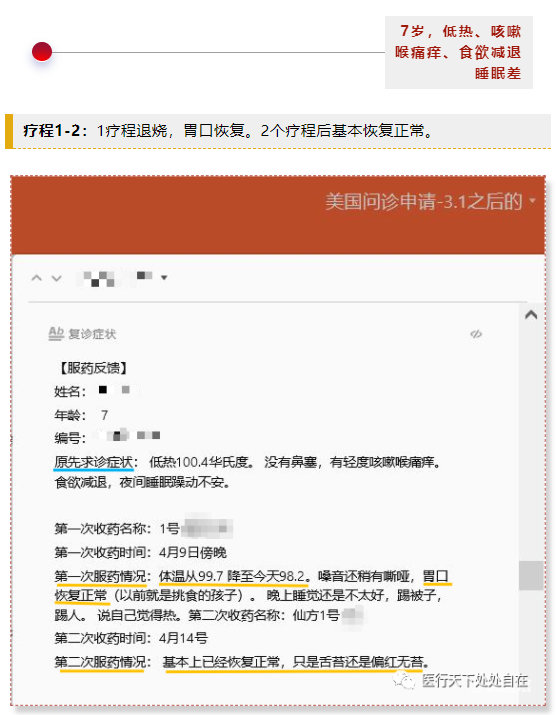 7岁，低热、咳嗽
喉痛痒、食欲减退
睡眠差
疗程1-2：1疗程退烧，胃口恢复。2个疗程后基本恢复正常。
美国问诊申请-3.1之后的
Ab 复诊症状
【服药反馈】
姓名：
年龄： 7
编号：
原先求诊症状： 低热100.4华氏度。 没有鼻塞，有轻度咳嗽喉痛痒。
食欲减退，夜间睡眠躁动不安。
第一次收药名称：1号
第一次收药时间：4月9日傍晚
第一次服药情况：体温从99.7 降至今天98.2。嗓音还稍有嘶哑，胃口
恢复正常（以前就是挑食的孩子）。 晚上睡觉还是不太好，踢被子，
踢人。 说自己觉得热。第二次收药名称：仙方1号
第二次收药时间：4月14号
第二次服药情况： 基本上已经恢复正常，只是舌苔还是偏红无苔。
医行天下处处自在